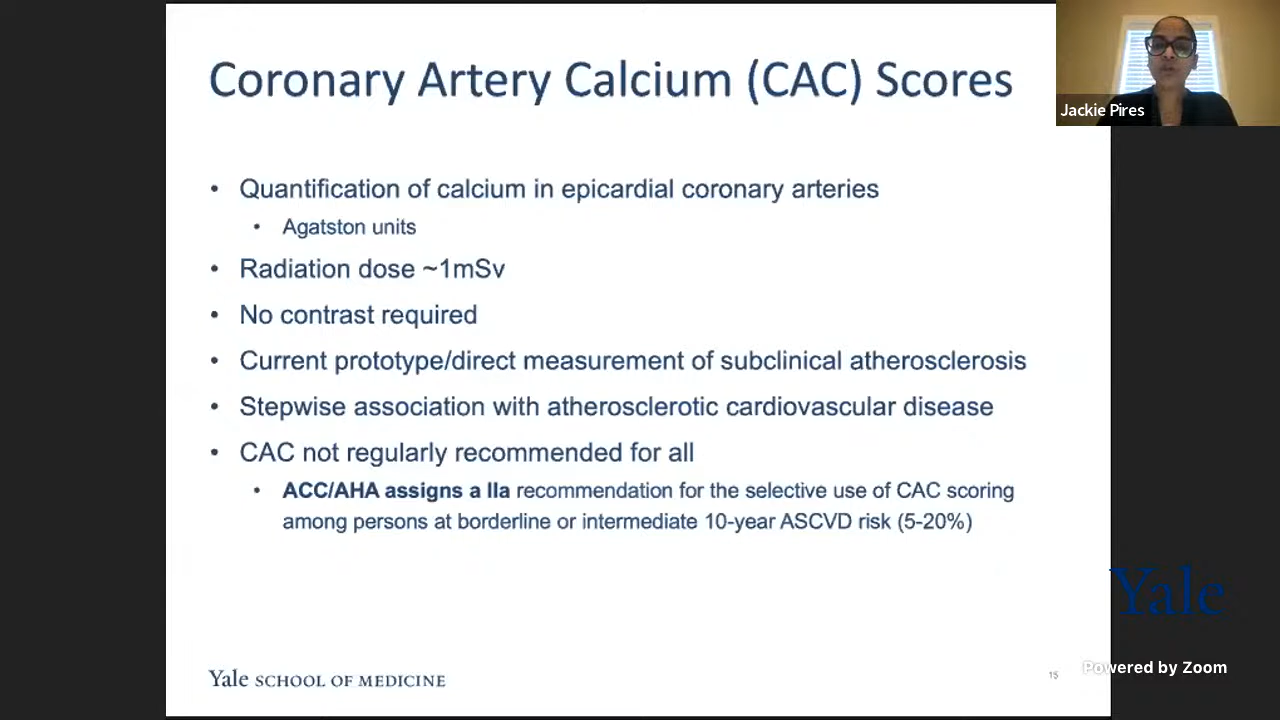 Coronary Artery Calcium (CAC) Scores
Jackie Pires
• Quantification of calcium in epicardial coronary arteries
• Agatston units
• Radiation dose ~1mSv
• No contrast required
• Current prototype/direct measurement of subclinical atherosclerosis
• Stepwise association with atherosclerotic cardiovascular disease
• CAC not regularly recommended for all
• ACC/AHA assigns a IIa recommendation for the selective use of CAC scoring
among persons at borderline or intermediate 10-year ASCVD risk (5-20%)
Yale
Yale SCHOOL OF MEDICINE
15
Powered by Zoom